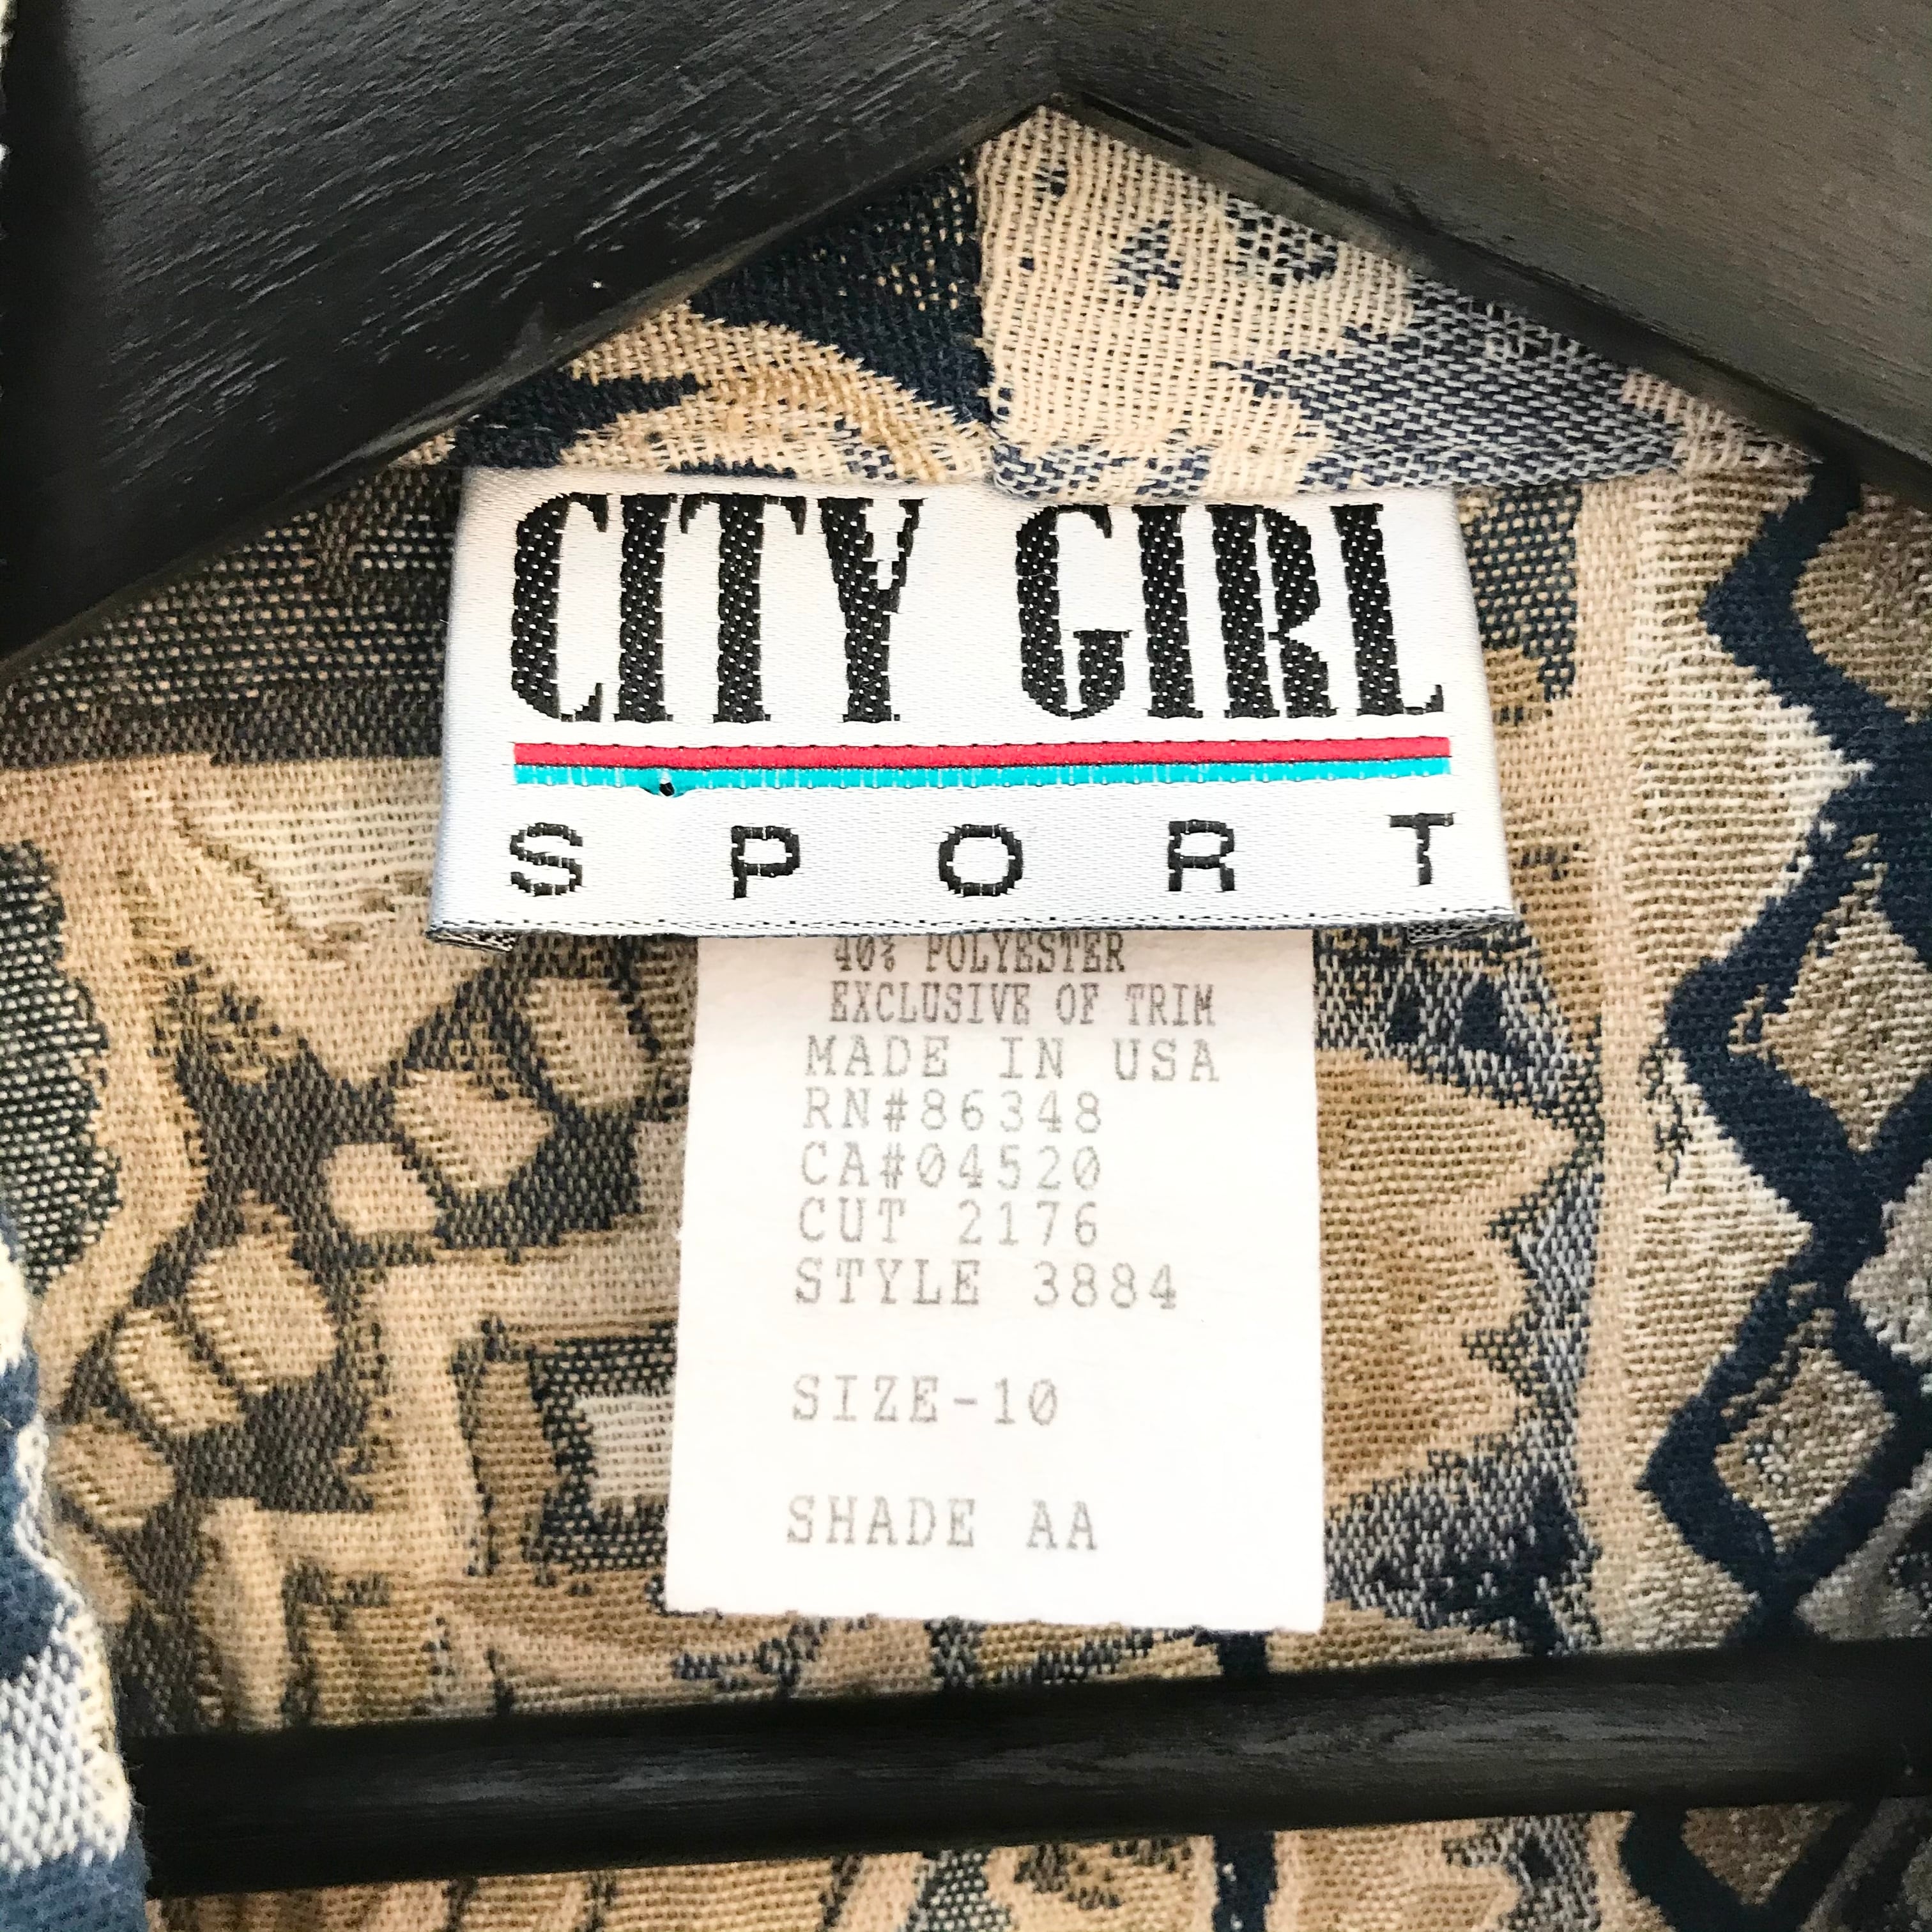 CITY GIRL
SPORT
40% POLYESTER
EXCLUSIVE OF TRIM
MADE IN USA
RN#86348
CA#04520
CUT 2176
STYLE 3884
SIZE-10
SHADE AA